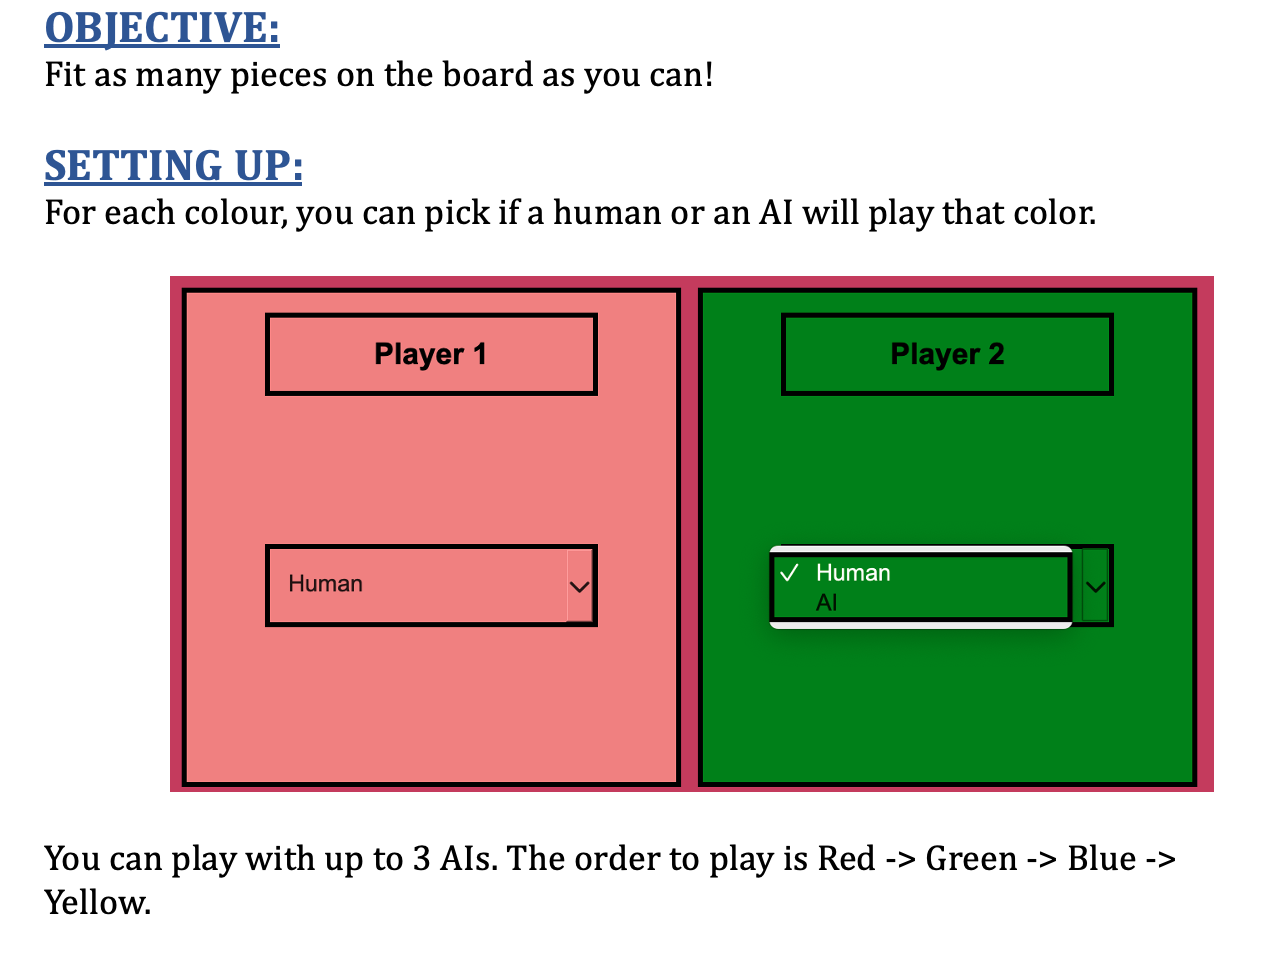 OBJECTIVE:
Fit as many pieces on the board as you can!
SETTING UP:
For each colour, you can pick if a human or an AI will play that color.
Player 1
Player 2
Human
✓ Human
AI
You can play with up to 3 AIs. The order to play is Red -> Green -> Blue ->
Yellow.